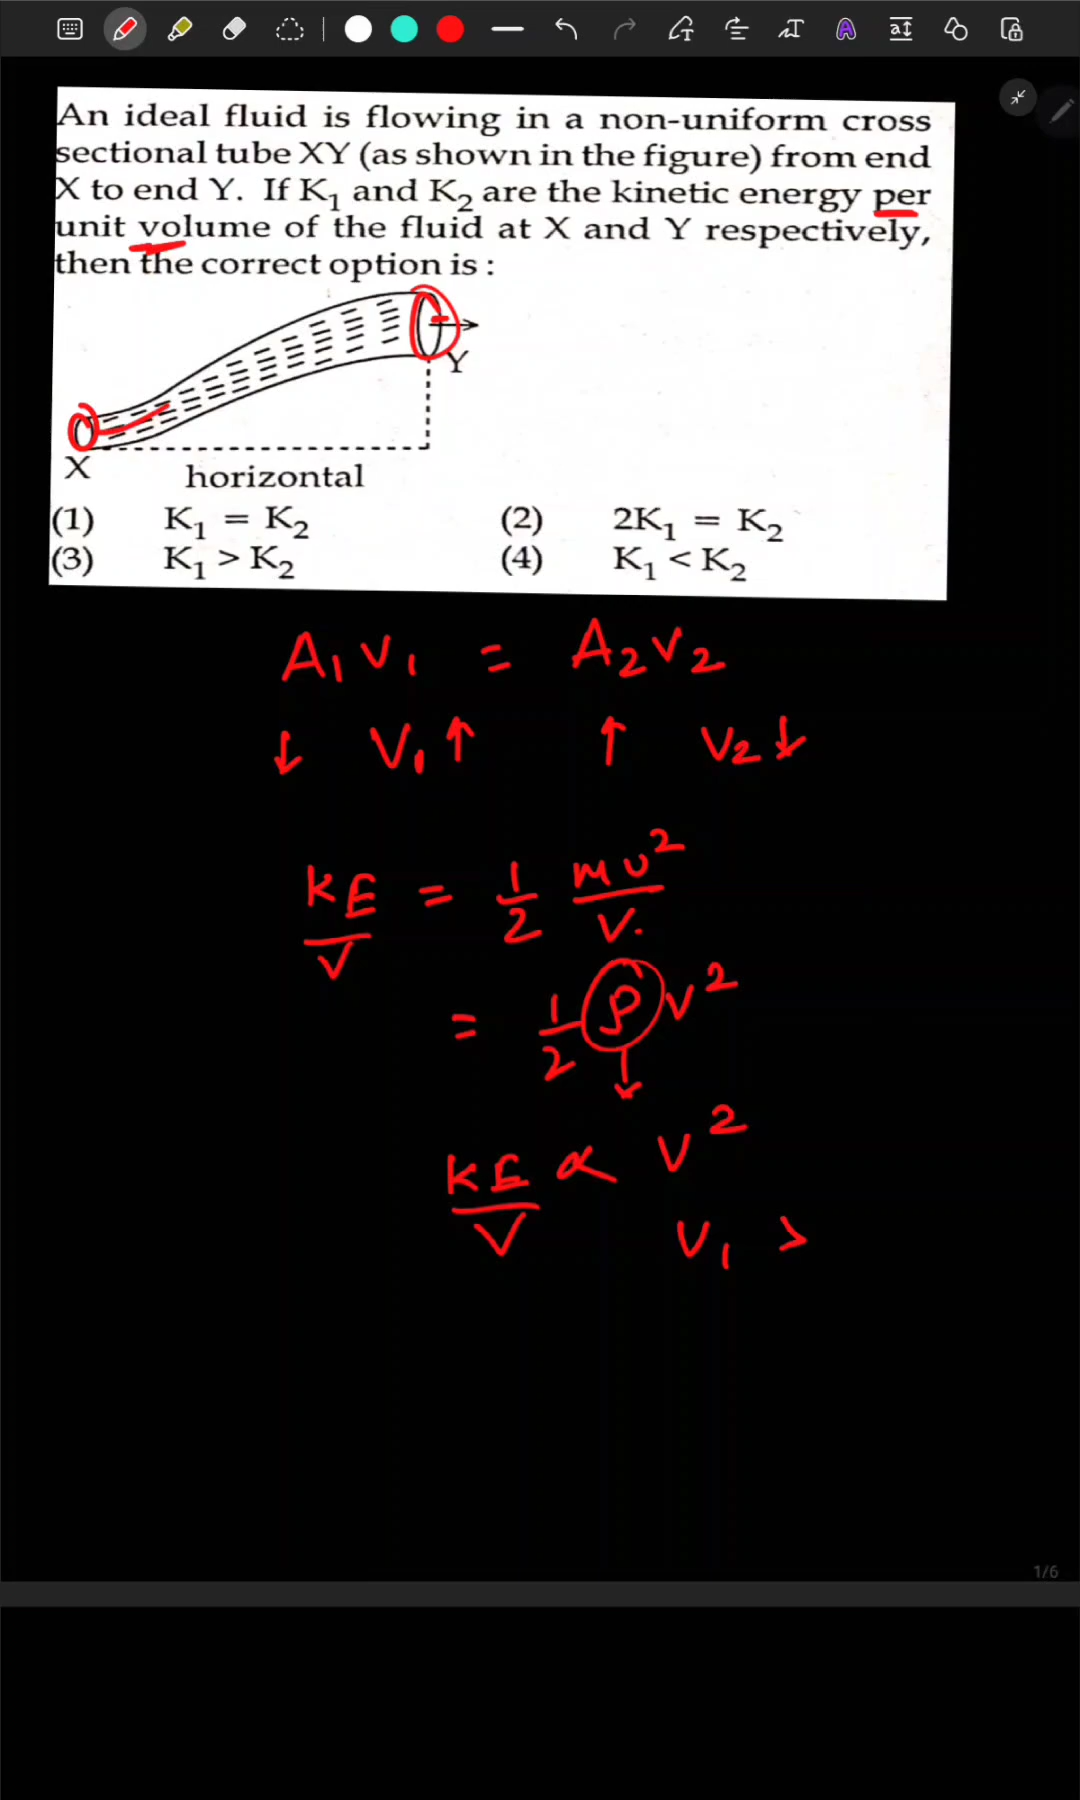 An ideal fluid is flowing in a non-uniform cross
sectional tube XY (as shown in the figure) from end
X to end Y. If K₁ and K₂ are the kinetic energy per
unit volume of the fluid at X and Y respectively,
then the correct option is :
Y
X
horizontal
(1) K₁ = K₂ (2) 2K₁ = K₂
(3) K₁ > K₂ (4) K₁ < K₂
A₁V₁ = A₂V₂
↓ V₁↑ ↑ V₂↓
KE/V = 1/2 mv²/V.
= 1/2 ρv²
KE/V ∝ V²
V₁ >
1/6